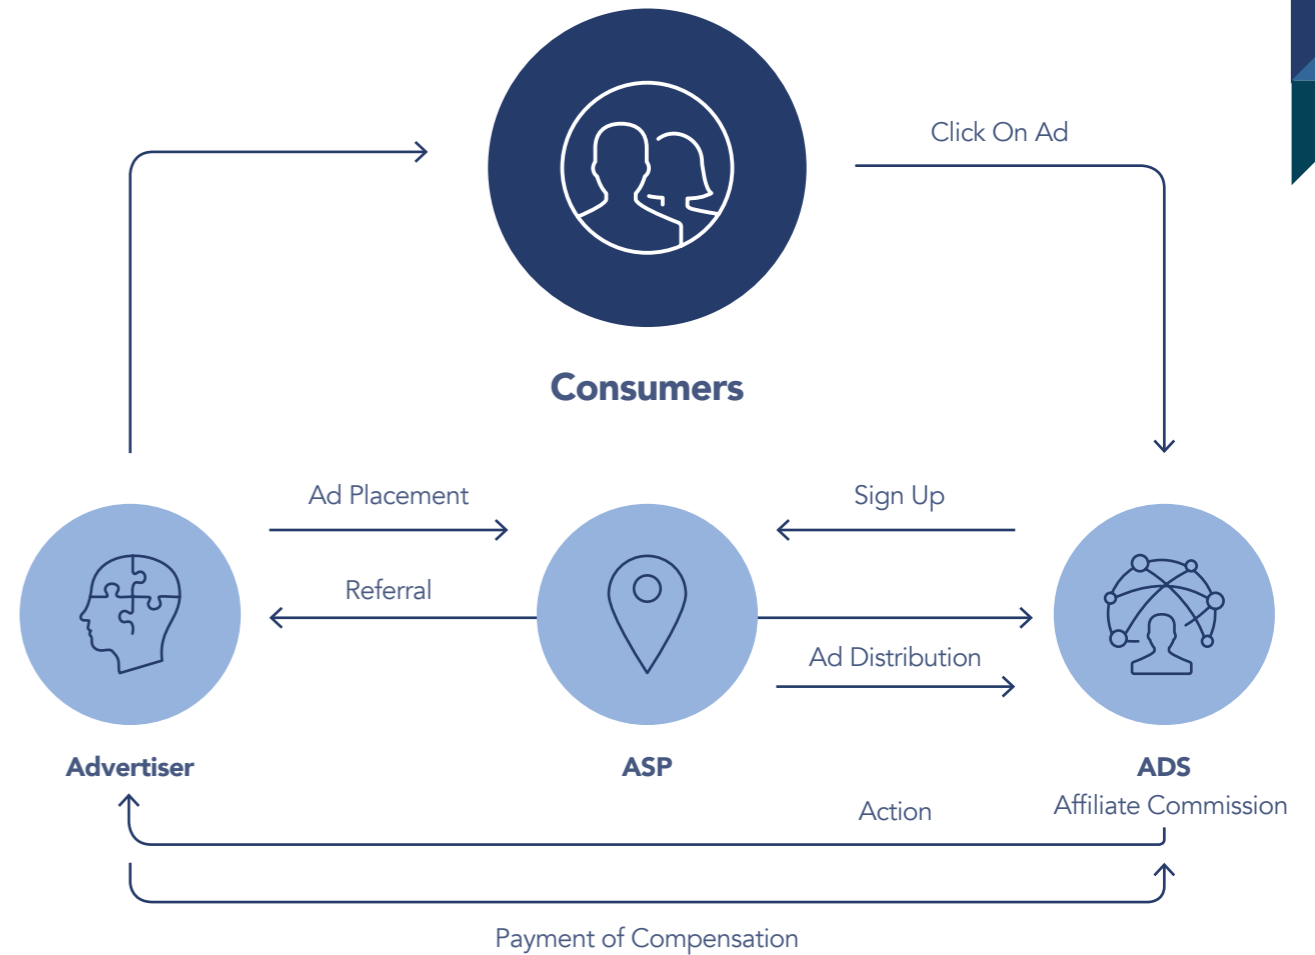 Click On Ad
Consumers
Ad Placement
Sign Up
Referral
Ad Distribution
Advertiser
ASP
ADS
Action
Affiliate Commission
Payment of Compensation